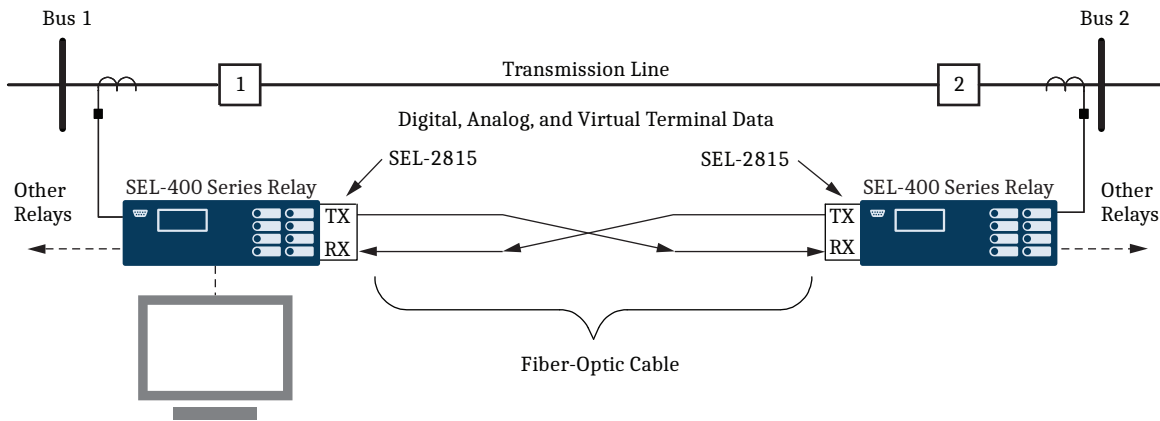 Bus 1
Bus 2
Transmission Line
1
2
Digital, Analog, and Virtual Terminal Data
SEL-2815
SEL-2815
Other
Relays
SEL-400 Series Relay
SEL-400 Series Relay
Other
Relays
TX
RX
TX
RX
Fiber-Optic Cable